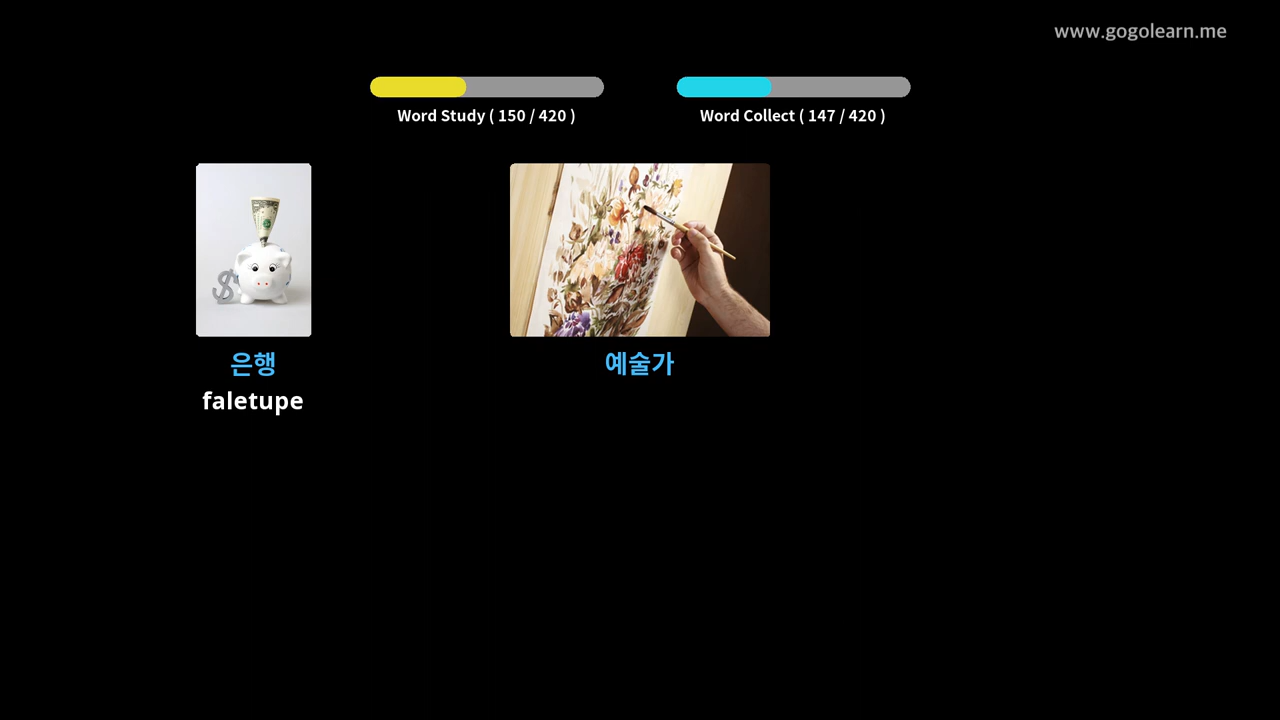 www.gogolearn.me
Word Study ( 150 / 420 )
Word Collect ( 147 / 420 )
$
은행
faletupe
예술가